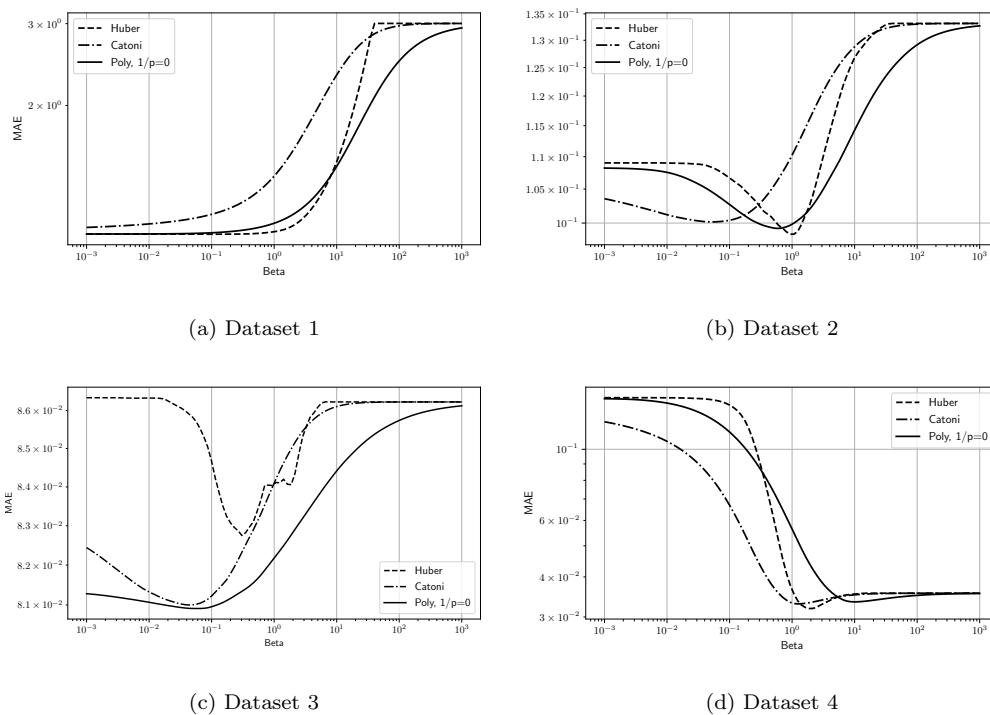 3 × 10⁰
2 × 10⁰
MAE
Huber
Catoni
Poly, 1/p=0
10⁻³ 10⁻² 10⁻¹ 10⁰ 10¹ 10² 10³
Beta
(a) Dataset 1
1.35 × 10⁻¹
1.3 × 10⁻¹
1.25 × 10⁻¹
1.2 × 10⁻¹
1.15 × 10⁻¹
1.1 × 10⁻¹
1.05 × 10⁻¹
10⁻¹
MAE
Huber
Catoni
Poly, 1/p=0
10⁻³ 10⁻² 10⁻¹ 10⁰ 10¹ 10² 10³
Beta
(b) Dataset 2
8.6 × 10⁻²
8.5 × 10⁻²
8.4 × 10⁻²
8.3 × 10⁻²
8.2 × 10⁻²
8.1 × 10⁻²
MAE
Huber
Catoni
Poly, 1/p=0
10⁻³ 10⁻² 10⁻¹ 10⁰ 10¹ 10² 10³
Beta
(c) Dataset 3
10⁻¹
6 × 10⁻²
4 × 10⁻²
3 × 10⁻²
MAE
Huber
Catoni
Poly, 1/p=0
10⁻³ 10⁻² 10⁻¹ 10⁰ 10¹ 10² 10³
Beta
(d) Dataset 4